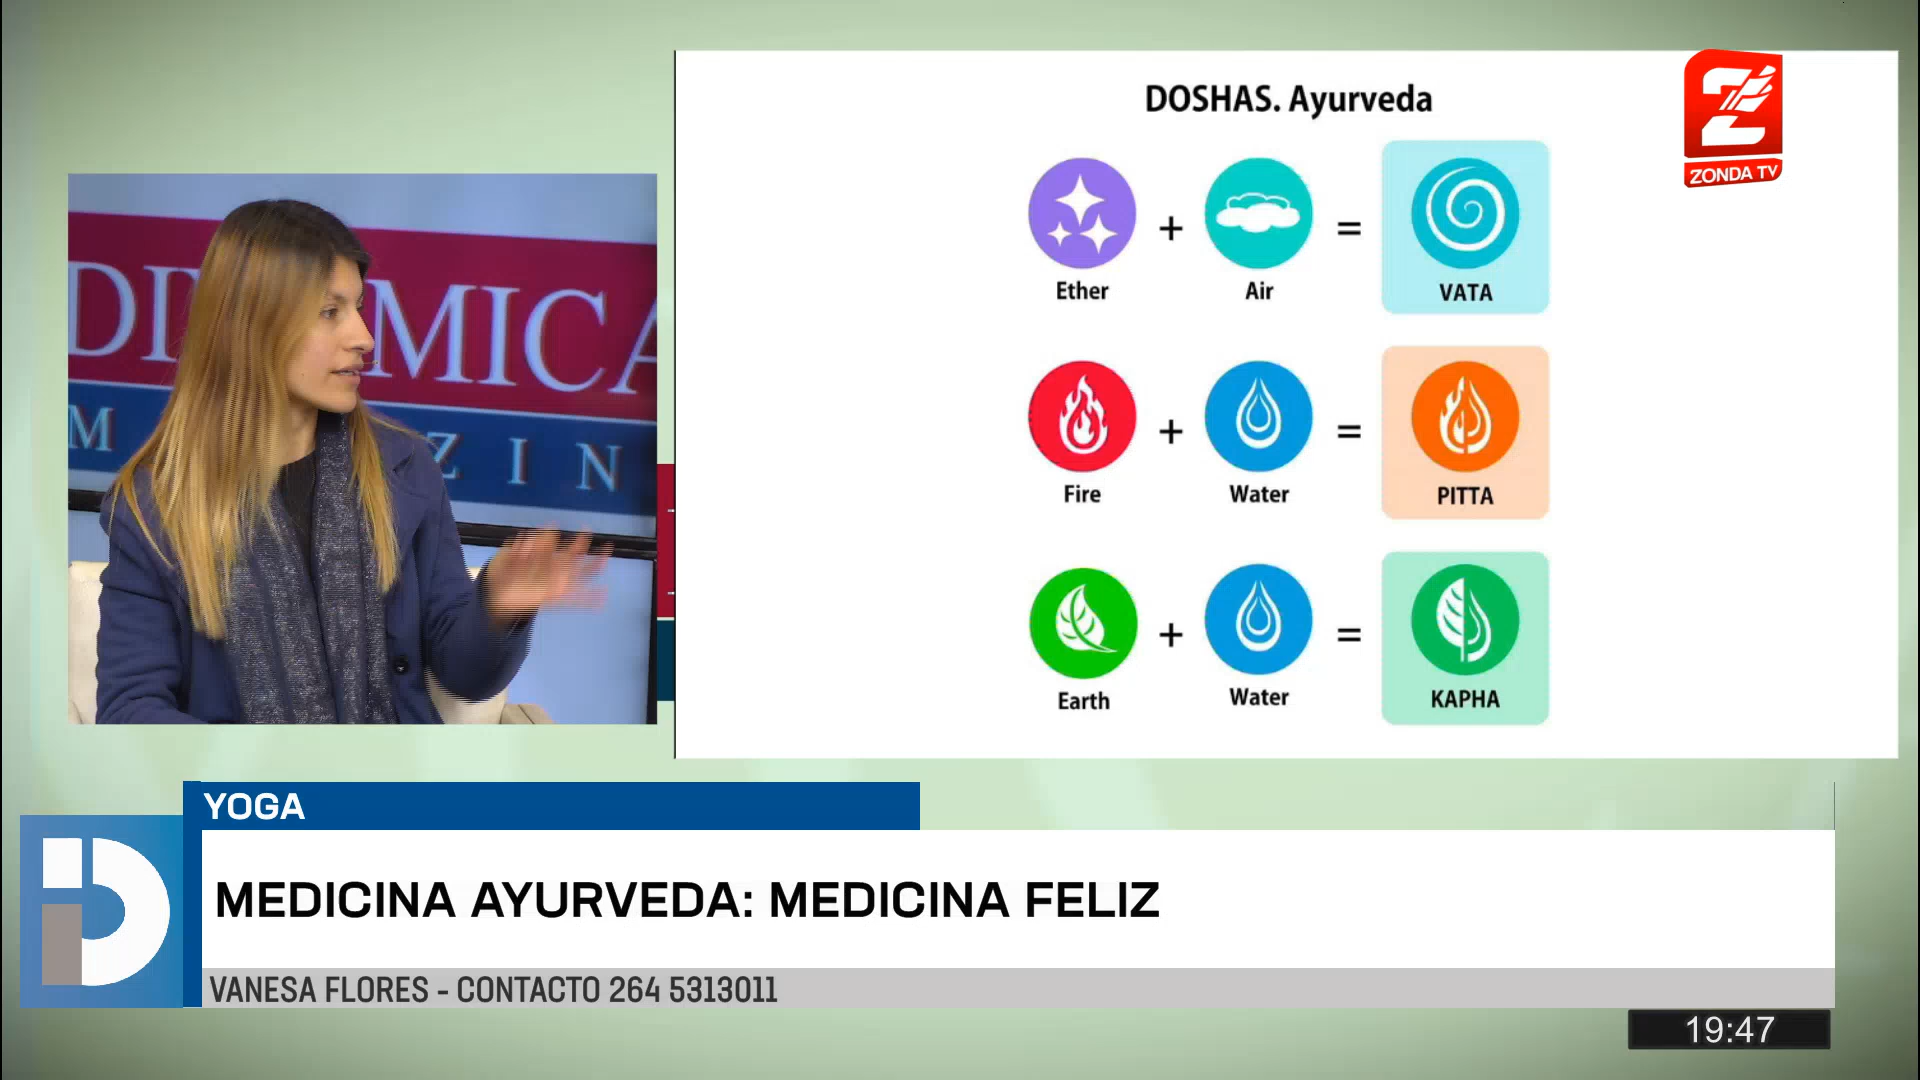 DOSHAS. Ayurveda
ZONDA TV
Ether + Air = VATA
Fire + Water = PITTA
Earth + Water = KAPHA
YOGA
MEDICINA AYURVEDA: MEDICINA FELIZ
VANESA FLORES - CONTACTO 264 5313011
19:47